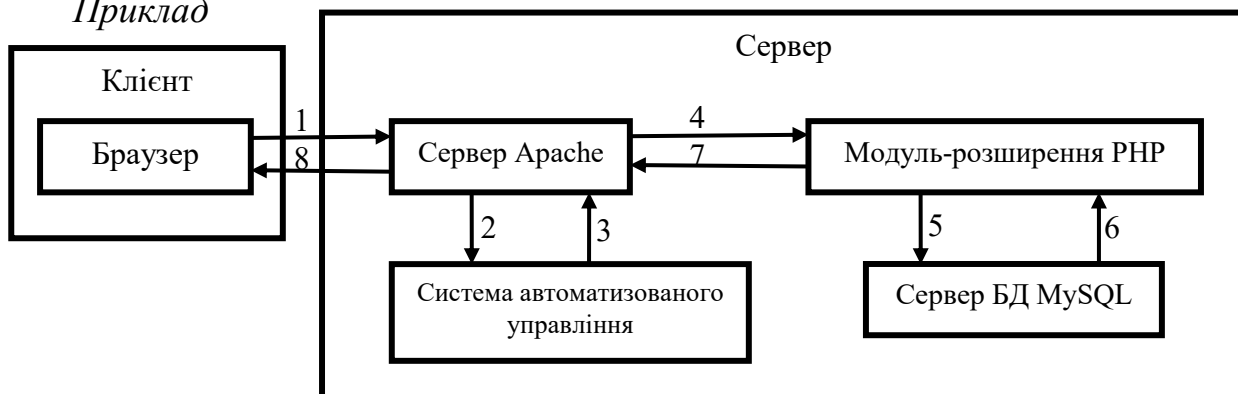 Приклад
Сервер
Клієнт
1
4
Браузер
Сервер Apache
Модуль-розширення PHP
8
7
2
3
5
6
Система автоматизованого
управління
Сервер БД MySQL